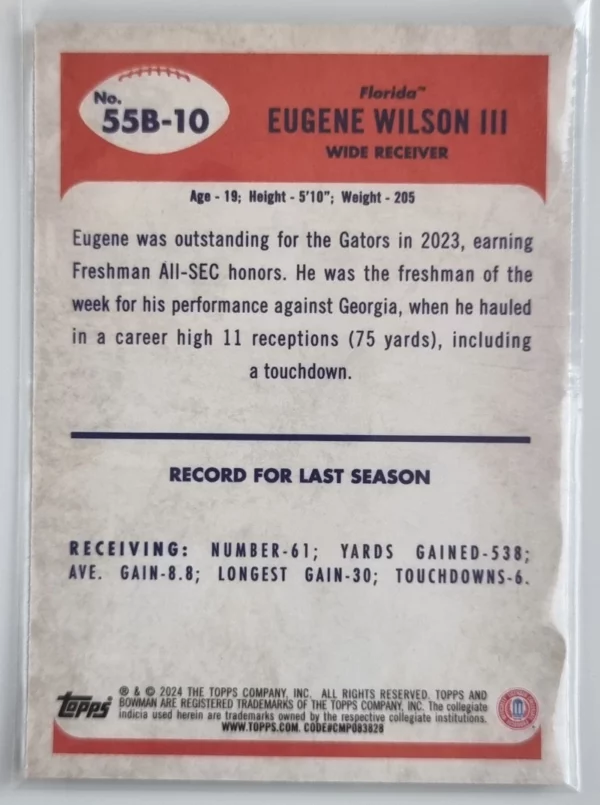 No.
55B-10
Florida™
EUGENE WILSON III
WIDE RECEIVER
Age - 19; Height - 5'10"; Weight - 205
Eugene was outstanding for the Gators in 2023, earning
Freshman All-SEC honors. He was the freshman of the
week for his performance against Georgia, when he hauled
in a career high 11 receptions (75 yards), including
a touchdown.
RECORD FOR LAST SEASON
RECEIVING: NUMBER-61; YARDS GAINED-538;
AVE. GAIN-8.8; LONGEST GAIN-30; TOUCHDOWNS-6.
topps
® & © 2024 THE TOPPS COMPANY, INC. ALL RIGHTS RESERVED. TOPPS AND
BOWMAN ARE REGISTERED TRADEMARKS OF THE TOPPS COMPANY, INC. The collegiate
indicia used herein are trademarks owned by the respective collegiate institutions.
WWW.TOPPS.COM. CODE#CMP083828